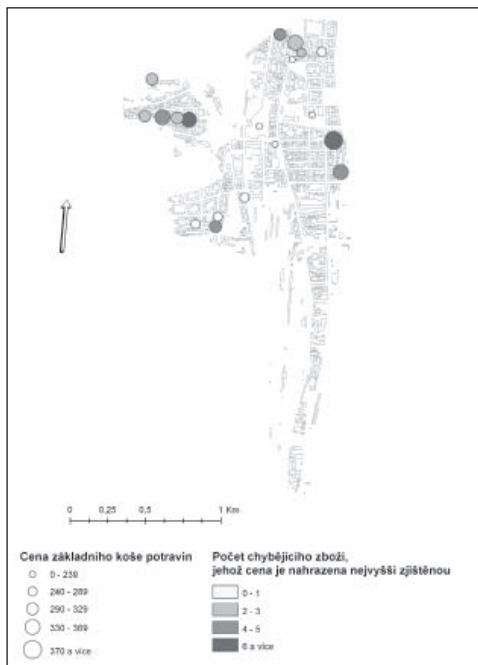 0 0,25 0,5 1 Km
Cena základního koše potravin
0 - 239
240 - 289
290 - 329
330 - 369
370 a více
Počet chybějícího zboží,
jehož cena je nahrazena nejvyšší zjištěnou
0 - 1
2 - 3
4 - 5
6 a více